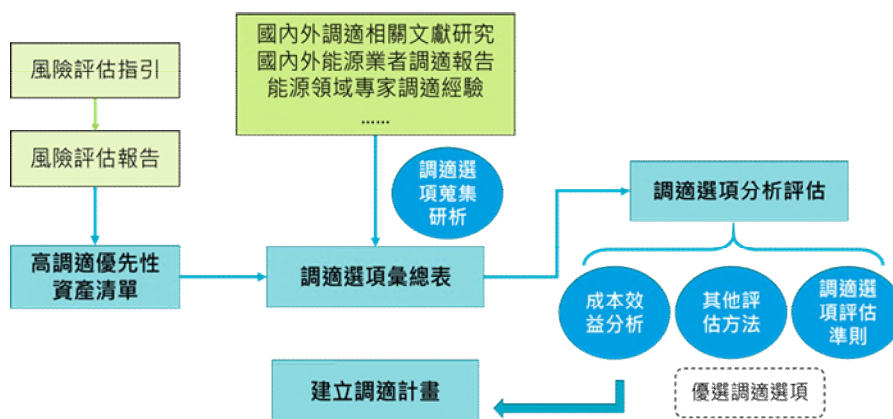 風險評估指引
風險評估報告
高調適優先性
資產清單
國內外調適相關文獻研究
國內外能源業者調適報告
能源領域專家調適經驗
......
調適選
項蒐集
研析
調適選項彙總表
調適選項分析評估
成本效
益分析
其他評
估方法
調適選
項評估
準則
優選調適選項
建立調適計畫